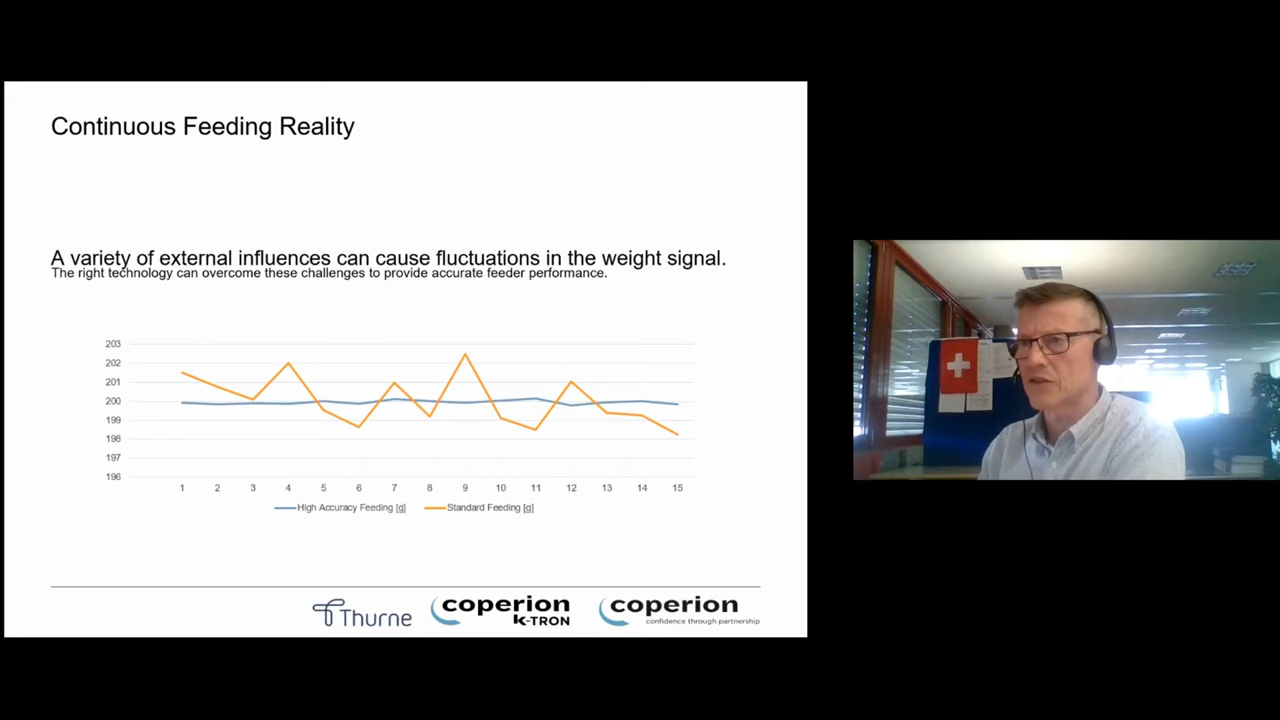 Continuous Feeding Reality
A variety of external influences can cause fluctuations in the weight signal.
The right technology can overcome these challenges to provide accurate feeder performance.
203
202
201
200
199
198
197
196
1 2 3 4 5 6 7 8 9 10 11 12 13 14 15
High Accuracy Feeding [g] Standard Feeding [g]
Thurne
coperion
K-TRON
coperion
confidence through partnership